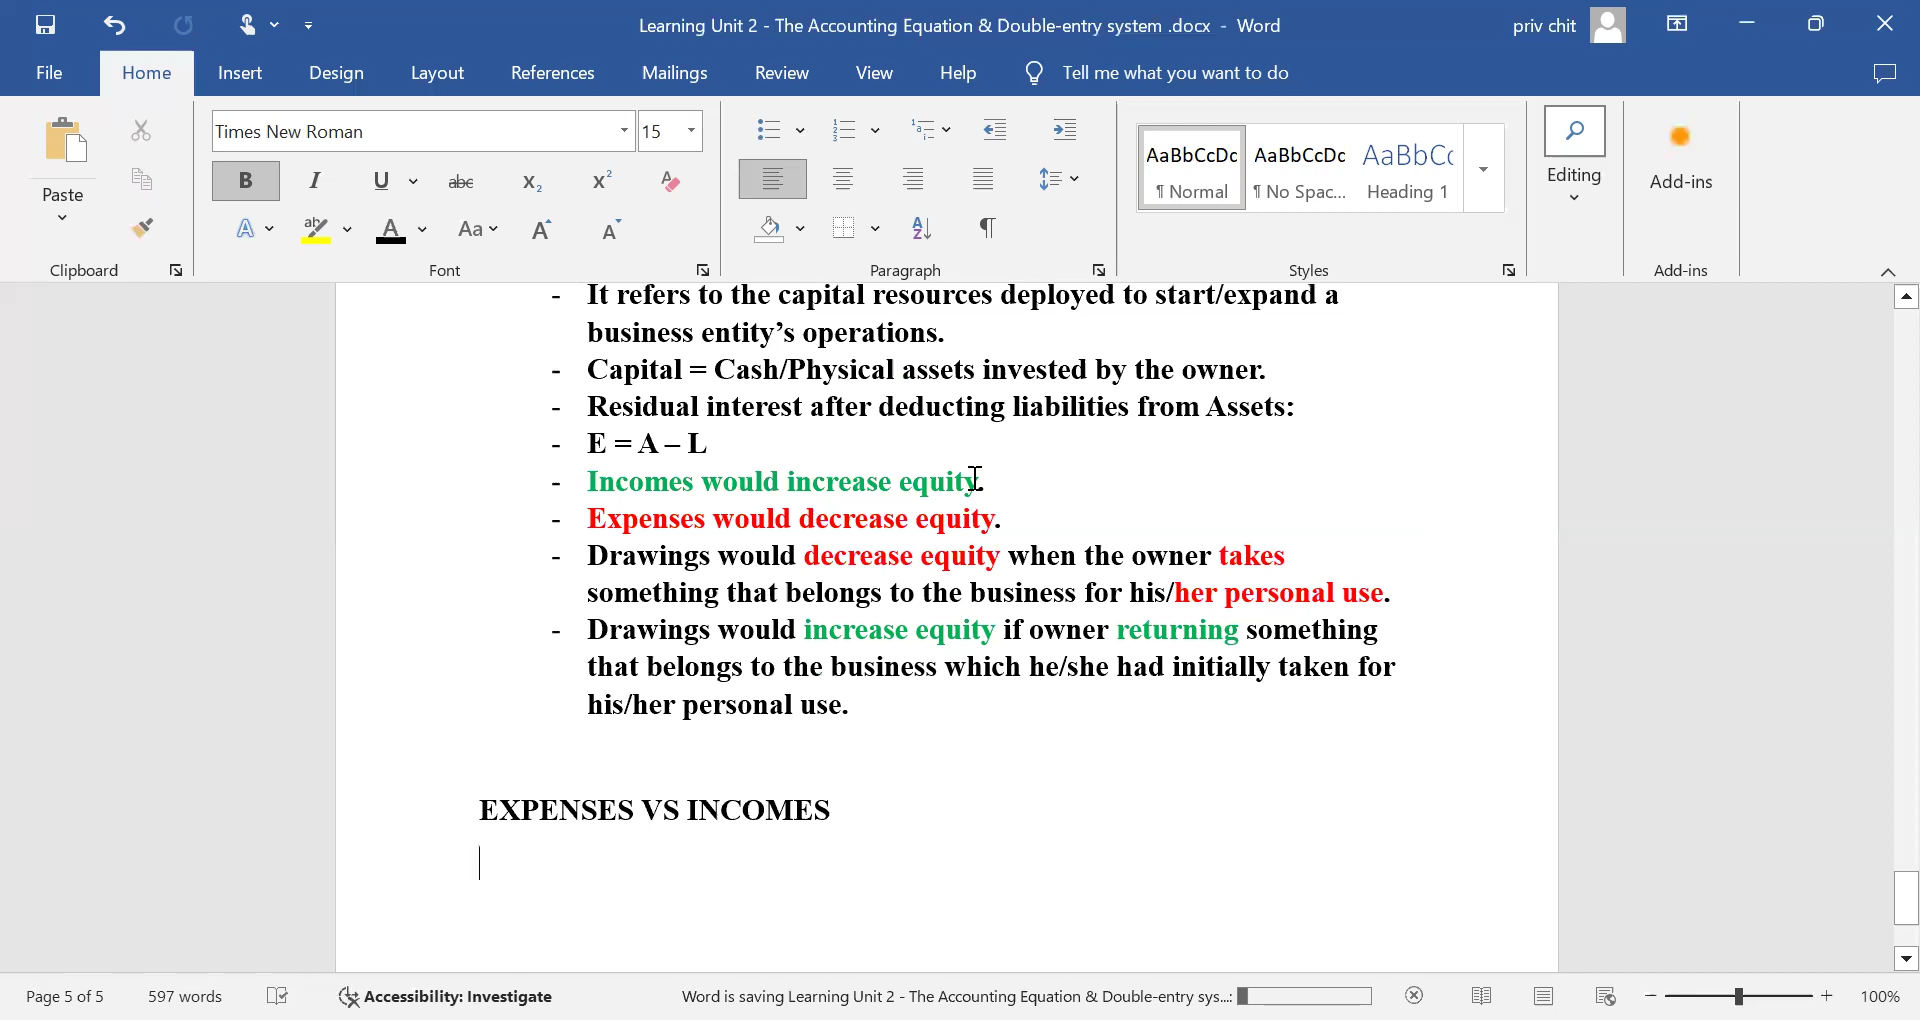 Learning Unit 2 - The Accounting Equation & Double-entry system .docx - Word
priv chit
File Home Insert Design Layout References Mailings Review View Help Tell me what you want to do
Paste
Clipboard
Times New Roman 15
B I U abc x₂ x² 
A ab A Aa A A
Font
Paragraph
AaBbCcDc AaBbCcDc AaBbCc
¶ Normal ¶ No Spac... Heading 1
Styles
Editing
Add-ins
Add-ins
- It refers to the capital resources deployed to start/expand a
business entity’s operations.
- Capital = Cash/Physical assets invested by the owner.
- Residual interest after deducting liabilities from Assets:
- E = A – L
- Incomes would increase equity.
- Expenses would decrease equity.
- Drawings would decrease equity when the owner takes
something that belongs to the business for his/her personal use.
- Drawings would increase equity if owner returning something
that belongs to the business which he/she had initially taken for
his/her personal use.
EXPENSES VS INCOMES
Page 5 of 5 597 words Accessibility: Investigate Word is saving Learning Unit 2 - The Accounting Equation & Double-entry sys...: 100%